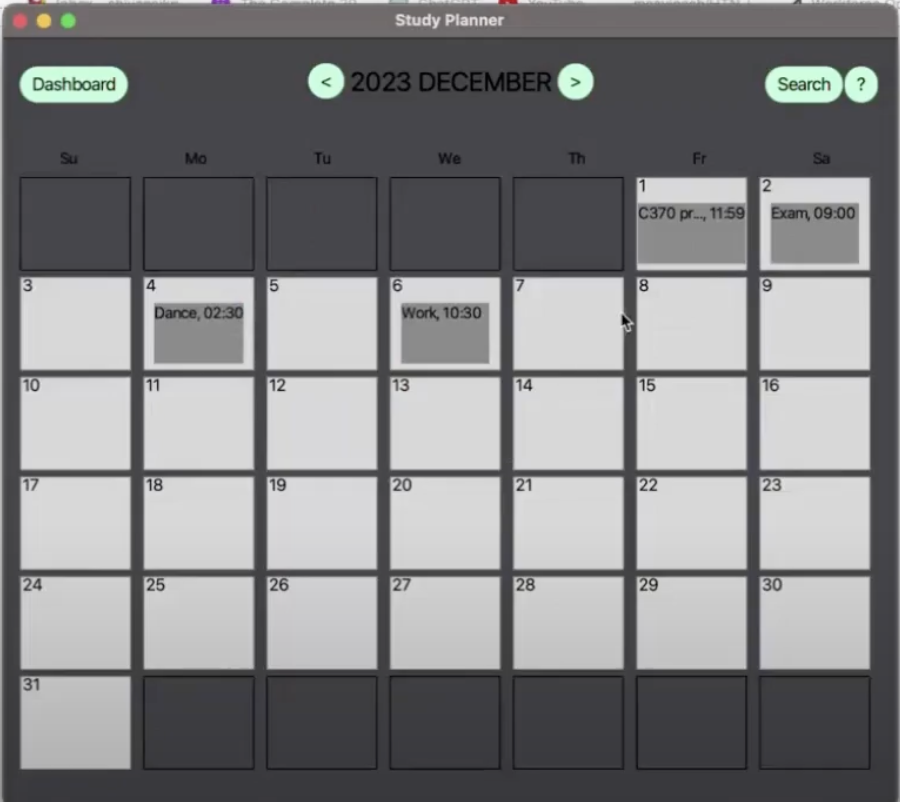 Study Planner
Dashboard
< 2023 DECEMBER >
Search ?
Su Mo Tu We Th Fr Sa
1 2
C370 pr..., 11:59 Exam, 09:00
3 4 5 6 7 8 9
Dance, 02:30 Work, 10:30
10 11 12 13 14 15 16
17 18 19 20 21 22 23
24 25 26 27 28 29 30
31